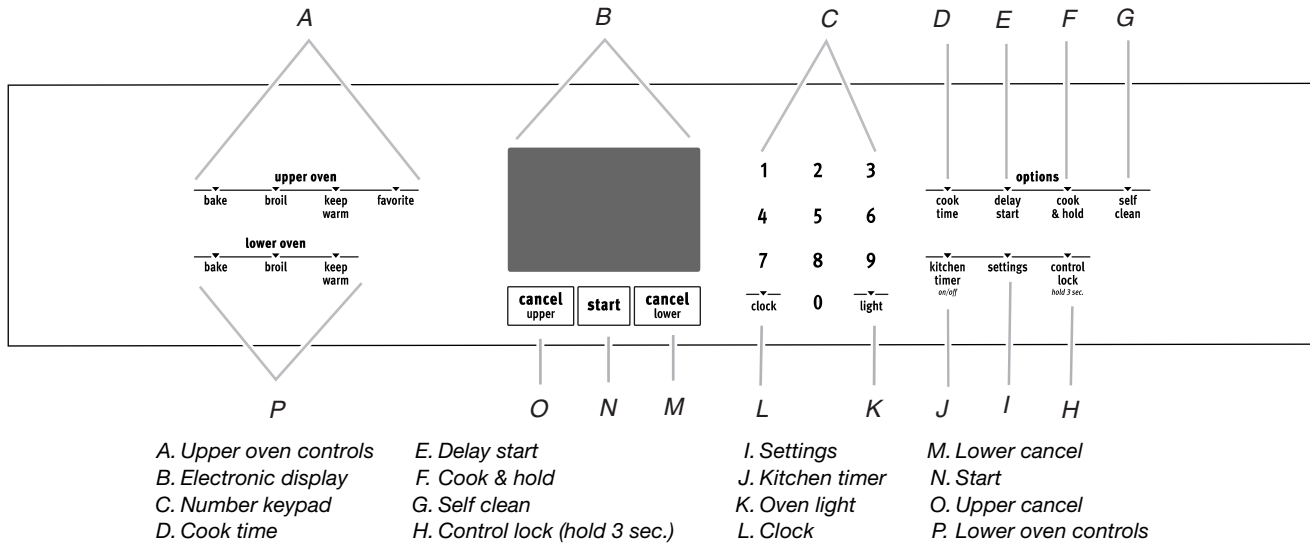 A B C D E F G
1 2 3
upper oven options
bake broil keep warm favorite cook time delay start cook & hold self clean
4 5 6
lower oven
bake broil keep warm 7 8 9 kitchen timer on/off settings control lock hold 3 sec.
cancel upper start cancel lower clock 0 light
P O N M L K J I H
A. Upper oven controls
B. Electronic display
C. Number keypad
D. Cook time
E. Delay start
F. Cook & hold
G. Self clean
H. Control lock (hold 3 sec.)
I. Settings
J. Kitchen timer
K. Oven light
L. Clock
M. Lower cancel
N. Start
O. Upper cancel
P. Lower oven controls